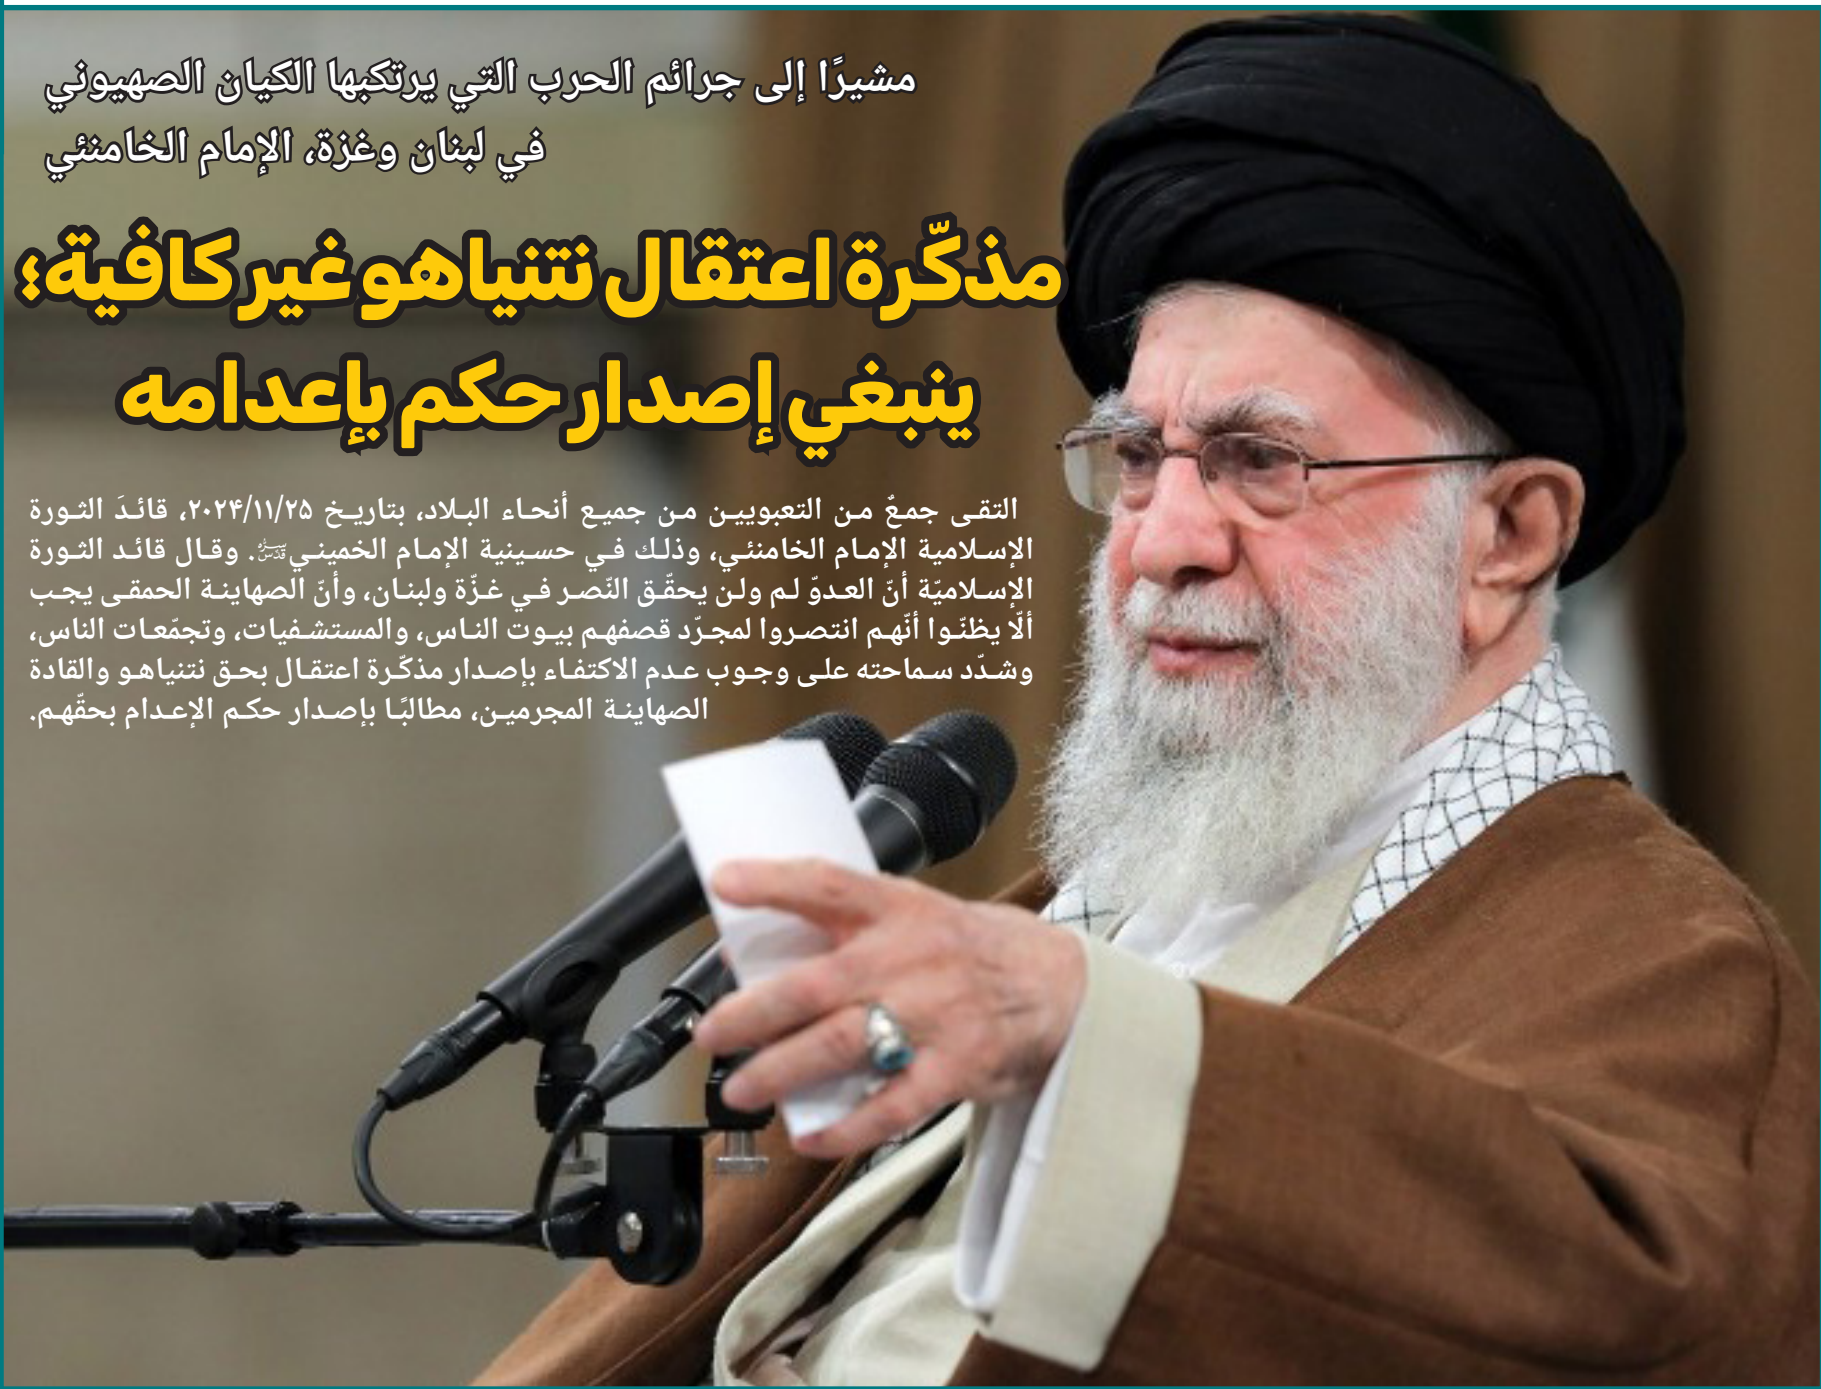 مشيرًا إلى جرائم الحرب التي يرتكبها الكيان الصهيوني
في لبنان وغزة، الإمام الخامنئي
مذكّرة اعتقال نتنياهو غير كافية؛
ينبغي إصدار حكم بإعدامه
التقى جمعٌ من التعبويين من جميع أنحاء البلاد، بتاريخ ۲۰۲۴/۱۱/۲۵، قائدَ الثورة
الإسلامية الإمام الخامنئي، وذلك في حسينية الإمام الخميني قدّس سرّه. وقال قائد الثورة
الإسلاميّة أنّ العدوّ لم ولن يحقّق النّصر في غزّة ولبنان، وأنّ الصهاينة الحمقى يجب
ألّا يظنّوا أنّهم انتصروا لمجرّد قصفهم بيوت الناس، والمستشفيات، وتجمّعات الناس،
وشدّد سماحته على وجوب عدم الاكتفاء بإصدار مذكّرة اعتقال بحق نتنياهو والقادة
الصهاينة المجرمين، مطالبًا بإصدار حكم الإعدام بحقّهم.